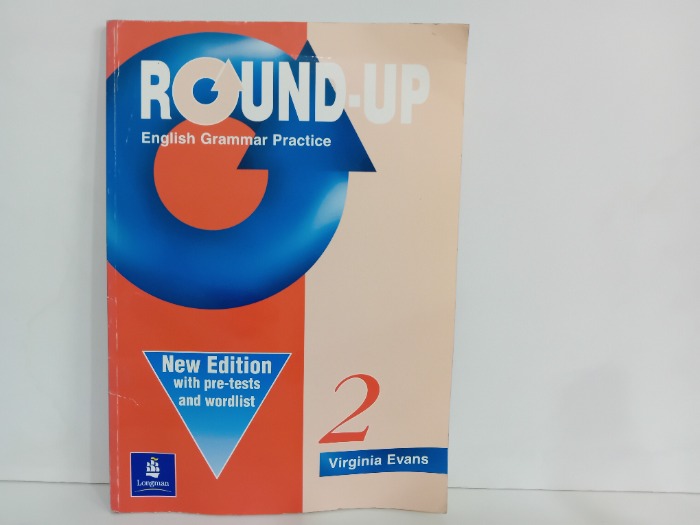 ROUND-UP
English Grammar Practice
New Edition
with pre-tests
and wordlist
2
Virginia Evans
Longman